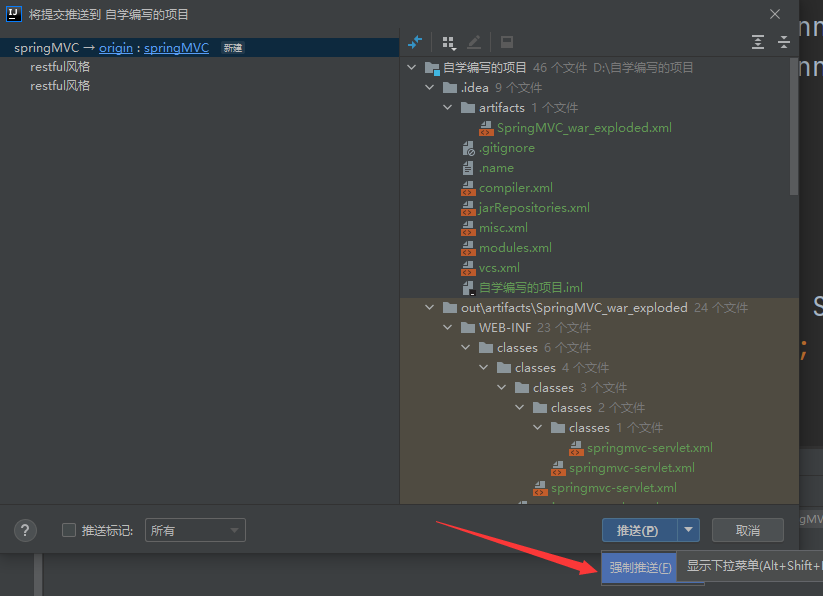 将提交推送到 自学编写的项目
springMVC → origin : springMVC 新建
restful风格
restful风格
自学编写的项目 46 个文件 D:\自学编写的项目
.idea 9 个文件
artifacts 1 个文件
SpringMVC_war_exploded.xml
.gitignore
.name
compiler.xml
jarRepositories.xml
misc.xml
modules.xml
vcs.xml
自学编写的项目.iml
out\artifacts\SpringMVC_war_exploded 24 个文件
WEB-INF 23 个文件
classes 6 个文件
classes 4 个文件
classes 3 个文件
classes 2 个文件
classes 1 个文件
springmvc-servlet.xml
springmvc-servlet.xml
springmvc-servlet.xml
? 推送标记: 所有 推送(P) 取消
强制推送(F) 显示下拉菜单(Alt+Shift+